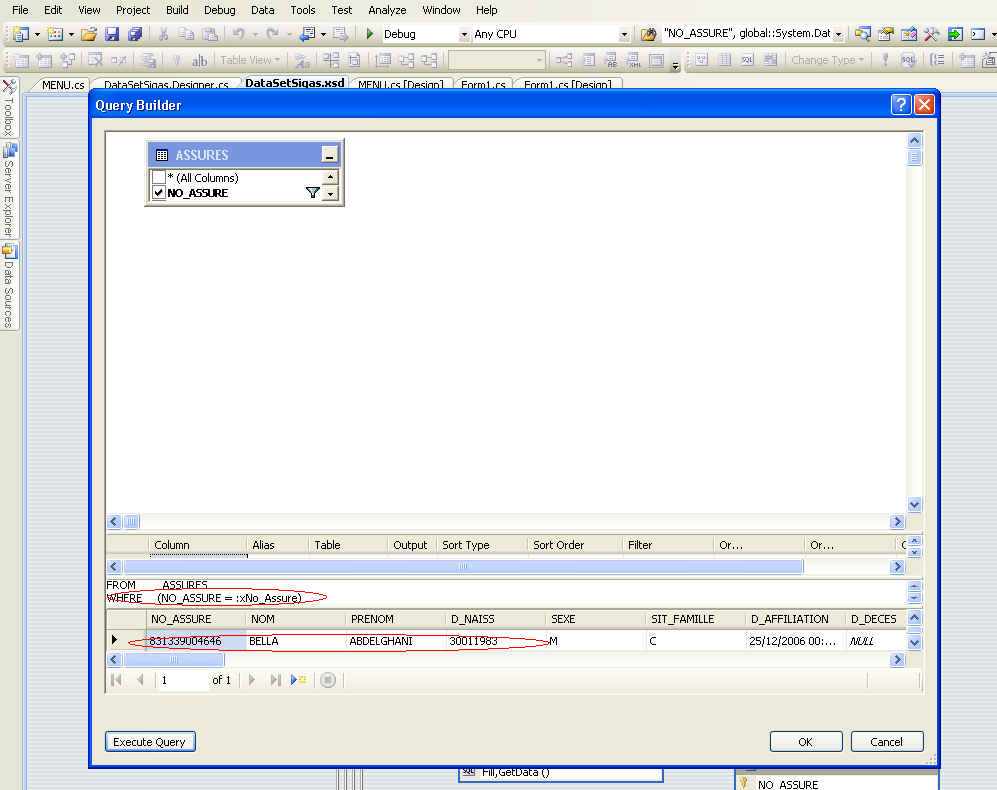 File Edit View Project Build Debug Data Tools Test Analyze Window Help
Debug Any CPU "NO_ASSURE", global::System.Dat
ab Table View Change Type
MENU.cs DataSetSigas.Designer.cs DataSetSigas.xsd MENU.cs [Design] Form1.cs Form1.cs [Design]
Toolbox
Server Explorer
Data Sources
Query Builder
ASSURES
* (All Columns)
NO_ASSURE
Column Alias Table Output Sort Type Sort Order Filter Or... Or...
FROM ASSURES
WHERE (NO_ASSURE = :xNo_Assure)
NO_ASSURE NOM PRENOM D_NAISS SEXE SIT_FAMILLE D_AFFILIATION D_DECES
831339004646 BELLA ABDELGHANI 30011983 M C 25/12/2006 00:... NULL
1 of 1
Execute Query OK Cancel
SQL Fill,GetData ()
NO_ASSURE